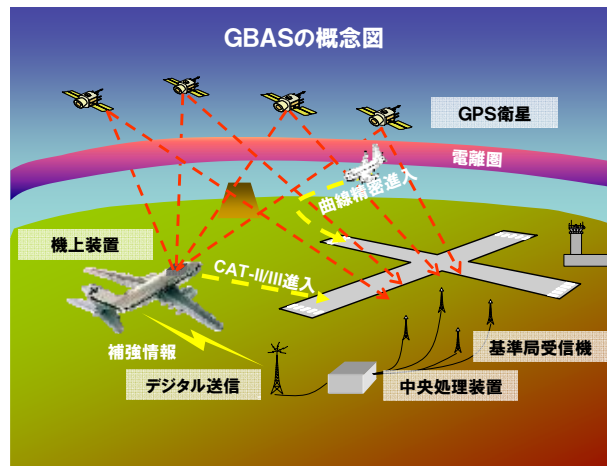 GBASの概念図
GPS衛星
電離圏
曲線精密進入
機上装置
CAT-II/III進入
補強情報
基準局受信機
デジタル送信
中央処理装置